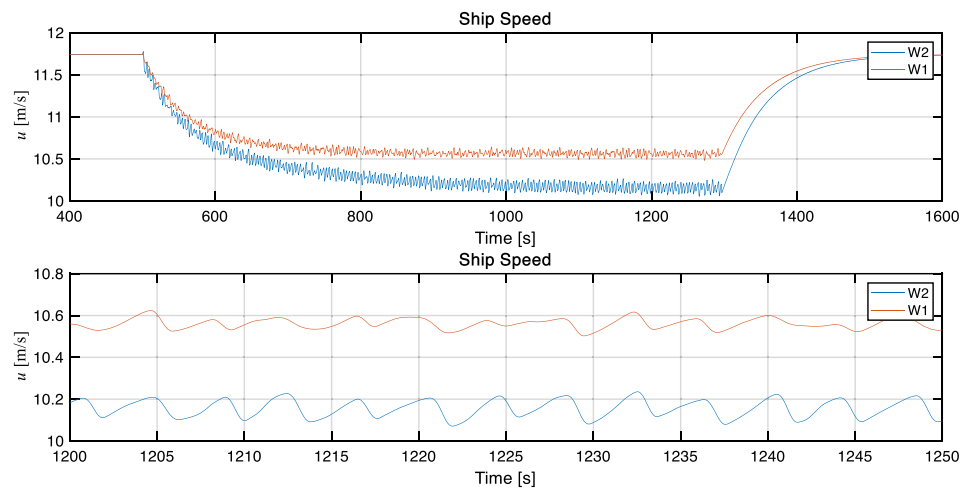 Ship Speed
12
11.5
11
10.5
10
u [m/s]
W2
W1
400 600 800 1000 1200 1400 1600
Time [s]
Ship Speed
10.8
10.6
10.4
10.2
10
u [m/s]
W2
W1
1200 1205 1210 1215 1220 1225 1230 1235 1240 1245 1250
Time [s]